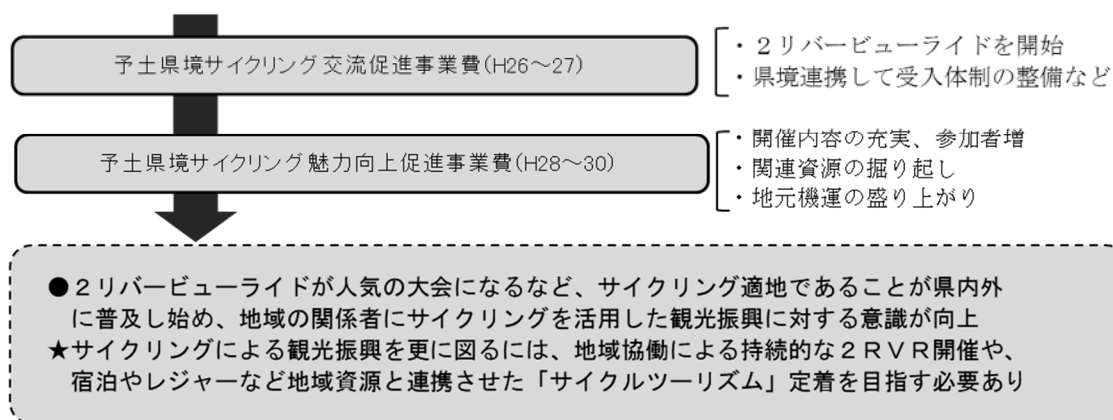 予土県境サイクリング交流促進事業費(H26～27)
・２リバービューライドを開始
・県境連携して受入体制の整備など
予土県境サイクリング魅力向上促進事業費(H28～30)
・開催内容の充実、参加者増
・関連資源の掘り起し
・地元機運の盛り上がり
●２リバービューライドが人気の大会になるなど、サイクリング適地であることが県内外
に普及し始め、地域の関係者にサイクリングを活用した観光振興に対する意識が向上
★サイクリングによる観光振興を更に図るには、地域協働による持続的な２ＲＶＲ開催や、
宿泊やレジャーなど地域資源と連携させた「サイクルツーリズム」定着を目指す必要あり